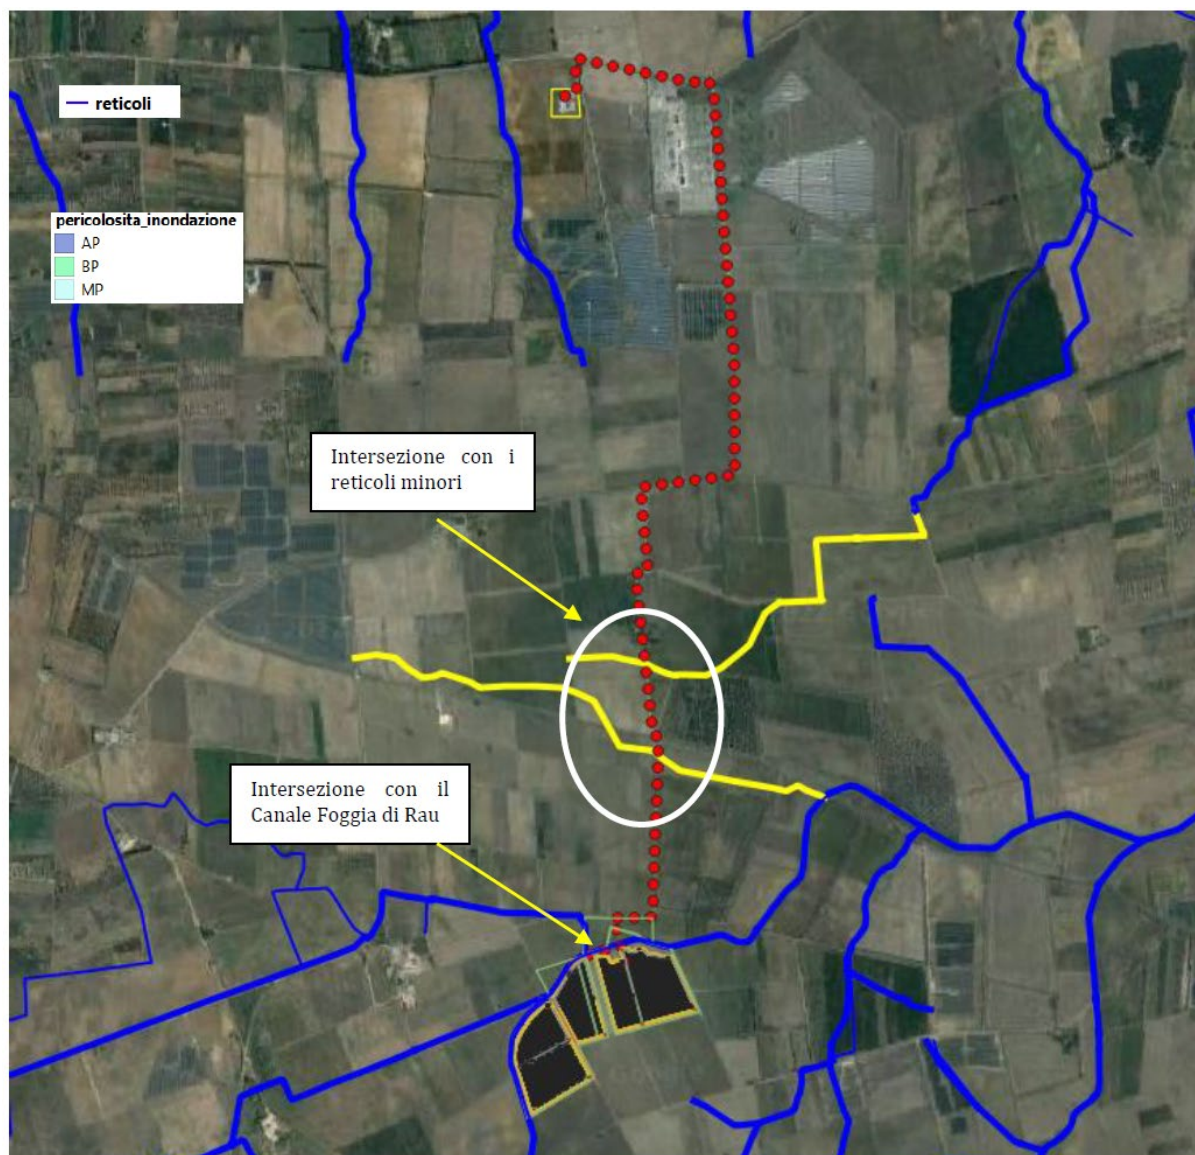 reticoli
pericolosita_inondazione
AP
BP
MP
Intersezione con i
reticoli minori
Intersezione con il
Canale Foggia di Rau